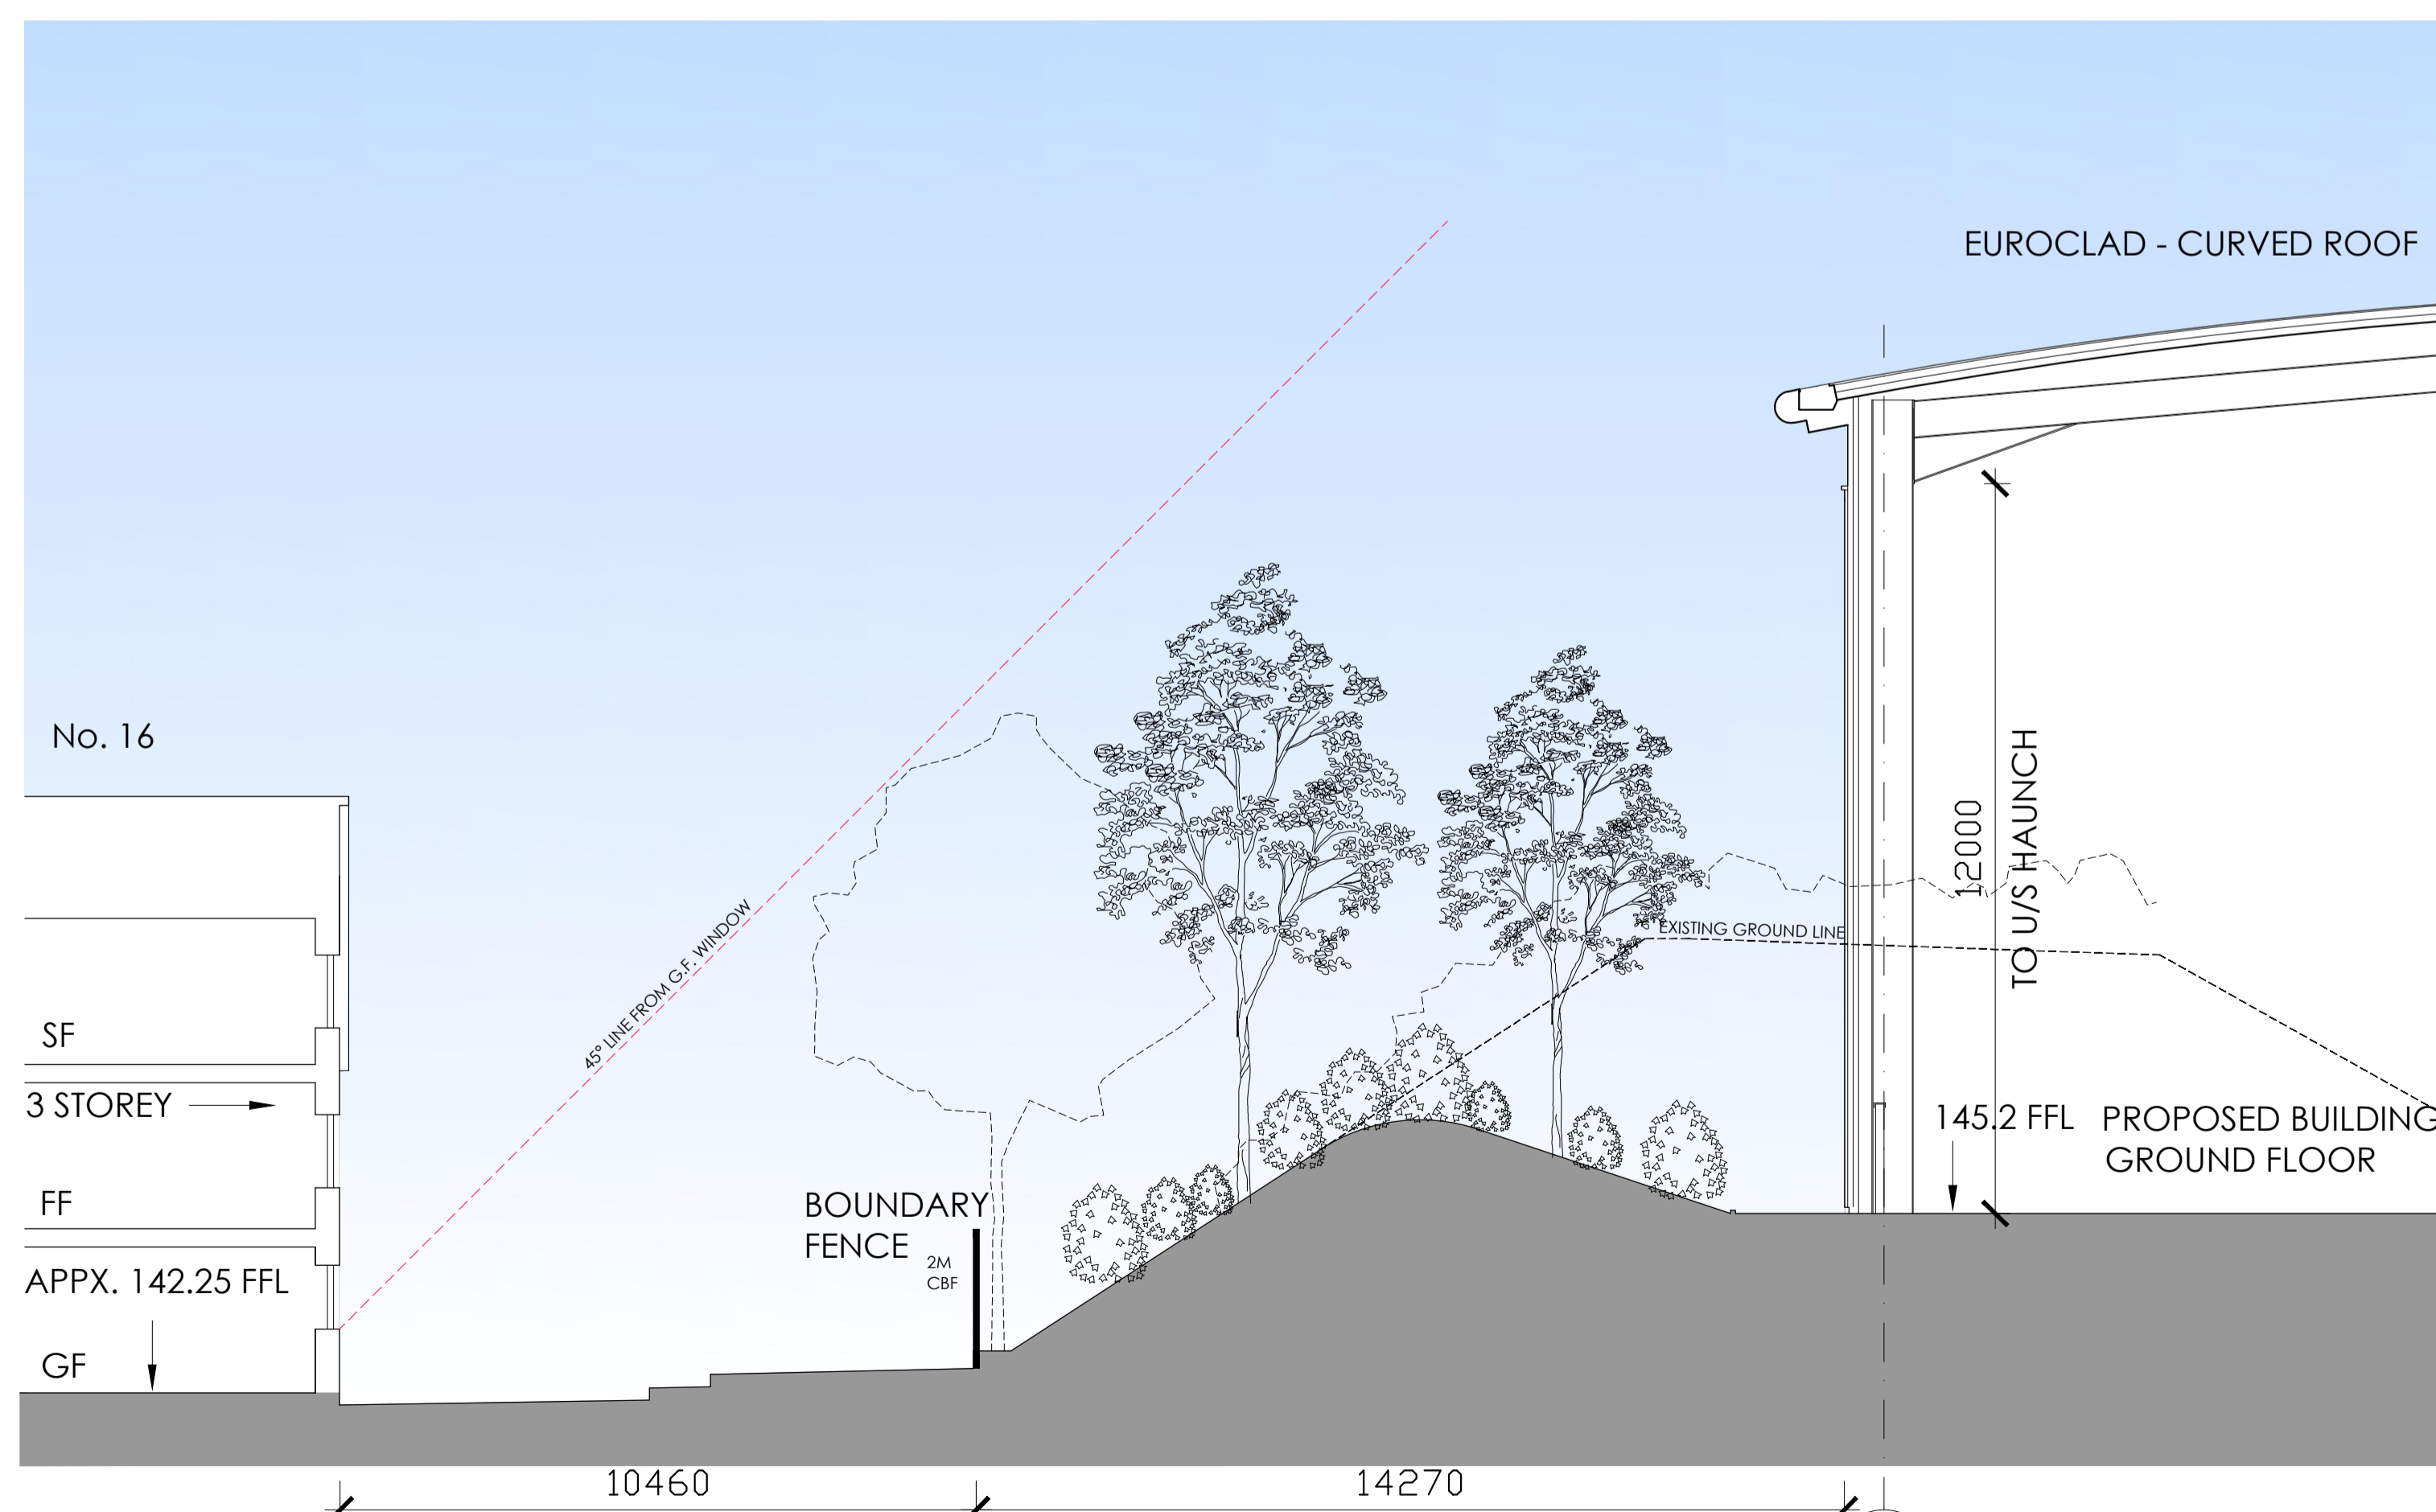 EUROCLAD - CURVED ROOF
No. 16
45° LINE FROM G.F. WINDOW
12000
TO U/S HAUNCH
EXISTING GROUND LINE
SF
3 STOREY
145.2 FFL
PROPOSED BUILDING
GROUND FLOOR
FF
BOUNDARY
FENCE
2M
CBF
APPX. 142.25 FFL
GF
10460
14270